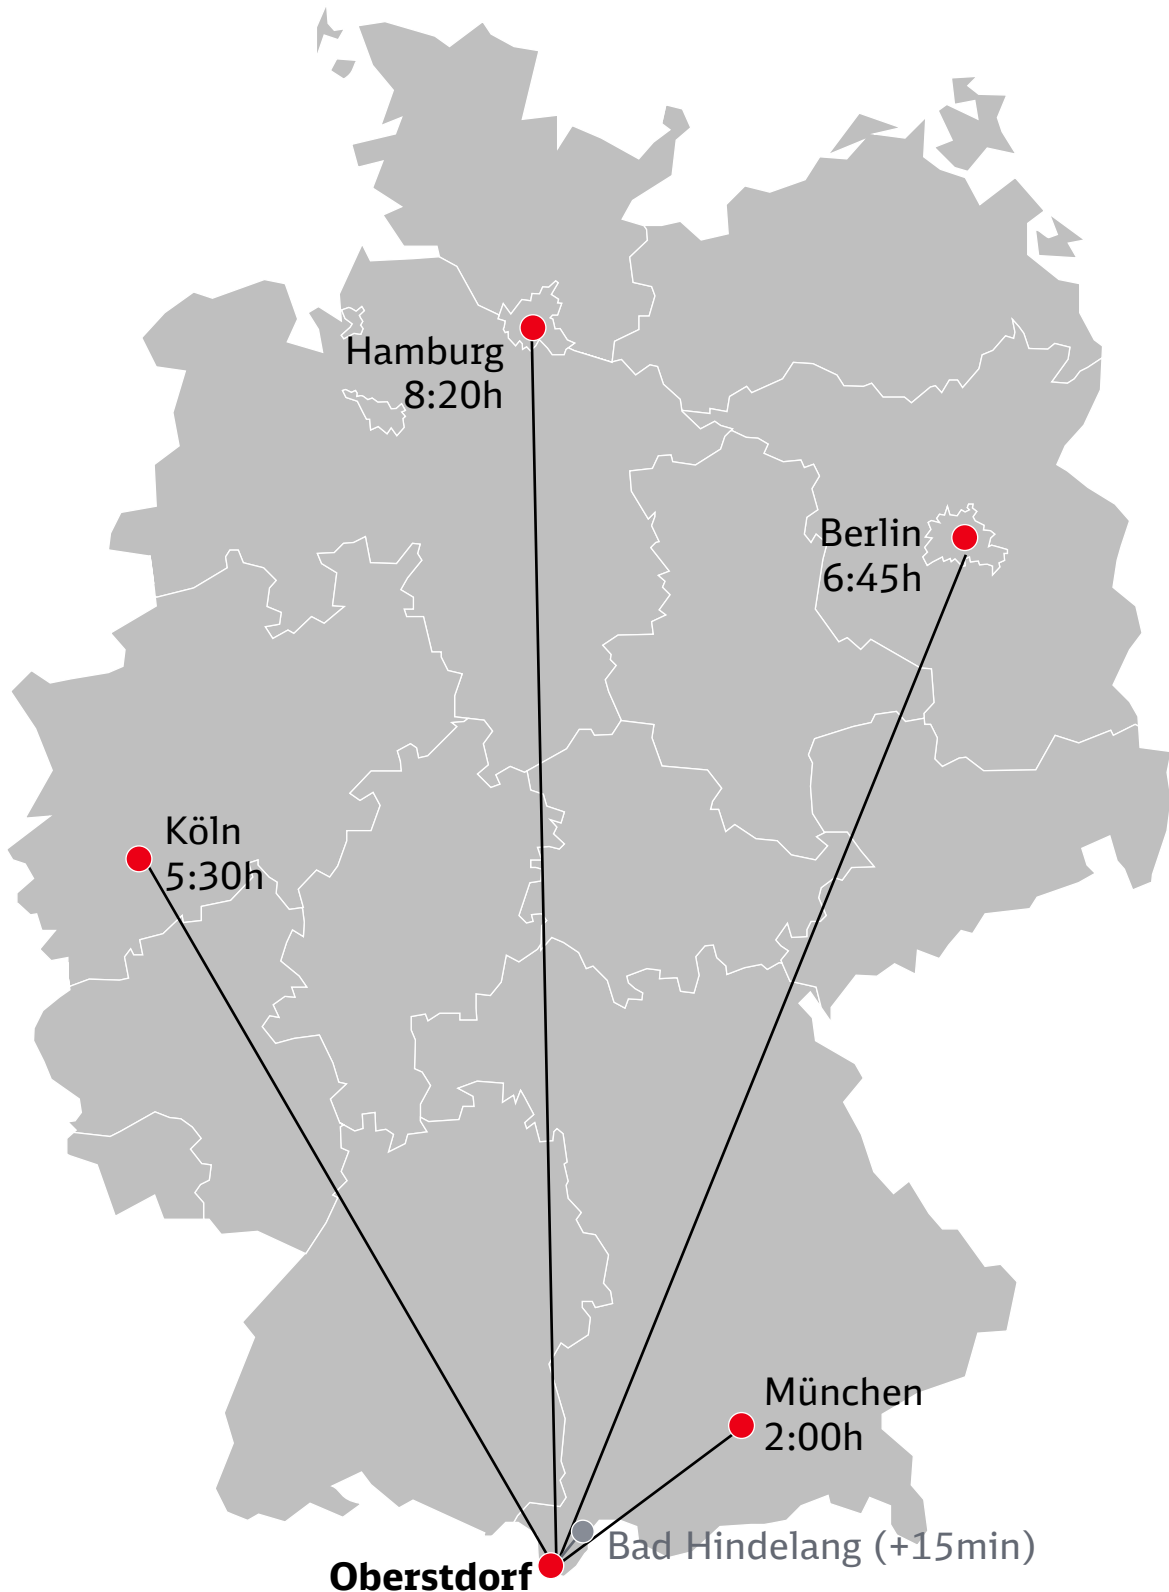 Hamburg
8:20h
Berlin
6:45h
Köln
5:30h
München
2:00h
Bad Hindelang (+15min)
Oberstdorf